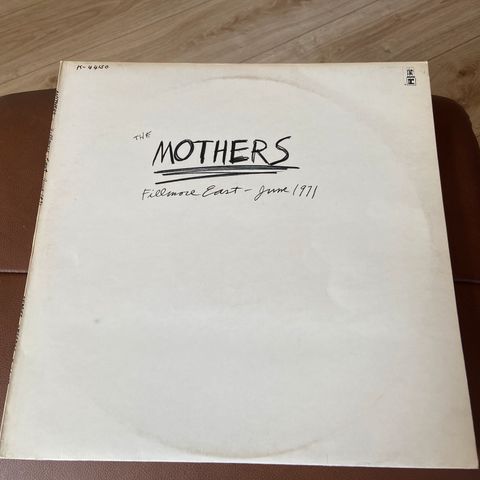 K-44150
THE
MOTHERS
Fillmore East - June 1971